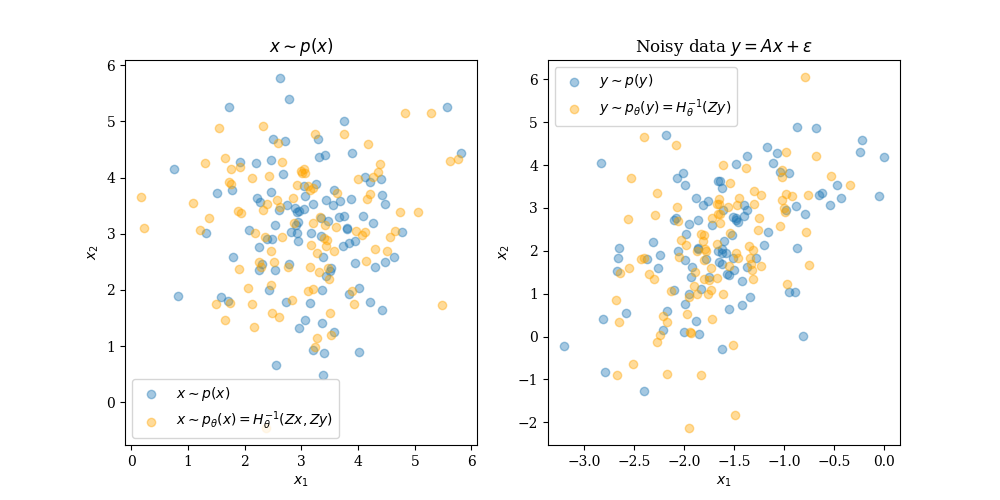 x ∼ p(x)
6
5
4
3
2
1
0
x₂
0 1 2 3 4 5 6
x₁
x ∼ p(x)
x ∼ p_θ(x) = H_θ^{-1}(Zx, Zy)
Noisy data y = Ax + ε
6
5
4
3
2
1
0
−1
−2
x₂
−3.0 −2.5 −2.0 −1.5 −1.0 −0.5 0.0
x₁
y ∼ p(y)
y ∼ p_θ(y) = H_θ^{-1}(Zy)